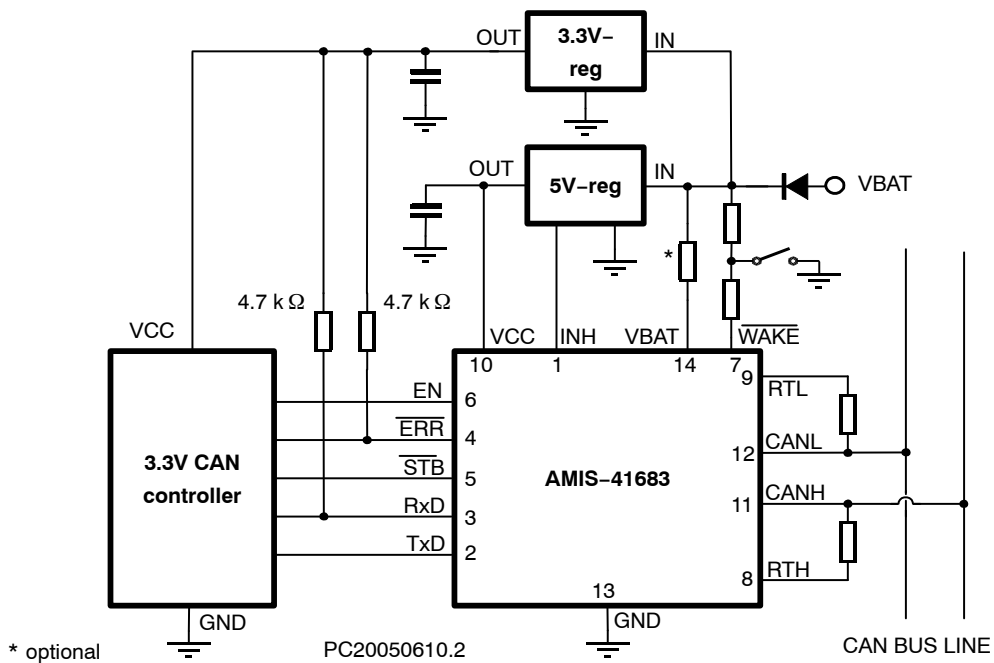 OUT
3.3V−
reg
IN
OUT
5V−reg
IN
VBAT
*
4.7 k Ω
4.7 k Ω
VCC
VCC
INH
VBAT
WAKE
10
1
14
7
9
RTL
EN
6
ERR
4
12
CANL
3.3V CAN
controller
STB
5
AMIS−41683
RxD
3
11
CANH
TxD
2
8
RTH
13
GND
GND
* optional
PC20050610.2
CAN BUS LINE